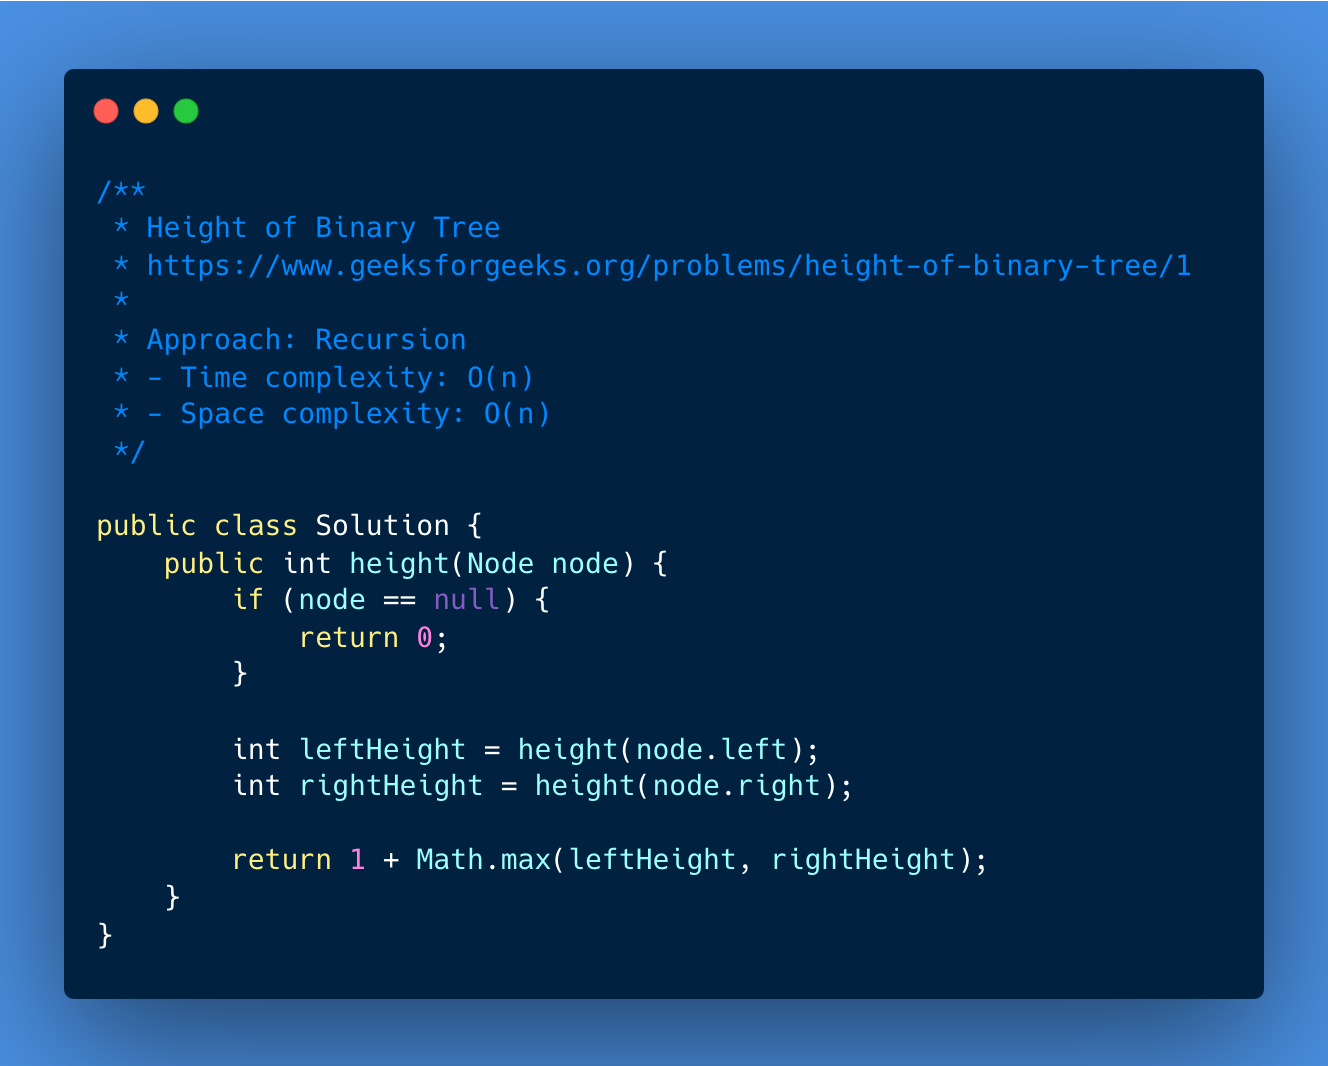 /**
 * Height of Binary Tree
 * https://www.geeksforgeeks.org/problems/height-of-binary-tree/1
 *
 * Approach: Recursion
 * - Time complexity: O(n)
 * - Space complexity: O(n)
 */

public class Solution {
    public int height(Node node) {
        if (node == null) {
            return 0;
        }

        int leftHeight = height(node.left);
        int rightHeight = height(node.right);

        return 1 + Math.max(leftHeight, rightHeight);
    }
}